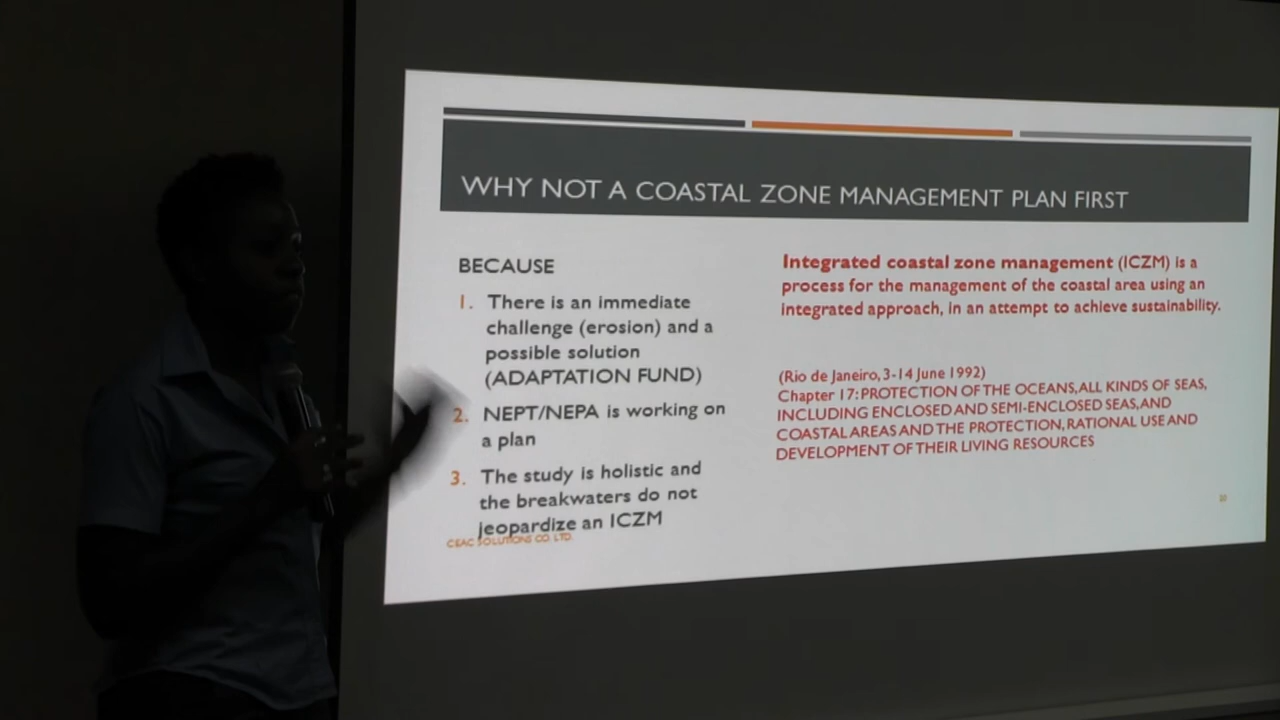 WHY NOT A COASTAL ZONE MANAGEMENT PLAN FIRST
BECAUSE
1. There is an immediate
challenge (erosion) and a
possible solution
(ADAPTATION FUND)
2. NEPT/NEPA is working on
a plan
3. The study is holistic and
the breakwaters do not
jeopardize an ICZM
CEAC SOLUTIONS CO. LTD.
Integrated coastal zone management (ICZM) is a
process for the management of the coastal area using an
integrated approach, in an attempt to achieve sustainability.
(Rio de Janeiro, 3-14 June 1992)
Chapter 17: PROTECTION OF THE OCEANS, ALL KINDS OF SEAS,
INCLUDING ENCLOSED AND SEMI-ENCLOSED SEAS, AND
COASTAL AREAS AND THE PROTECTION, RATIONAL USE AND
DEVELOPMENT OF THEIR LIVING RESOURCES